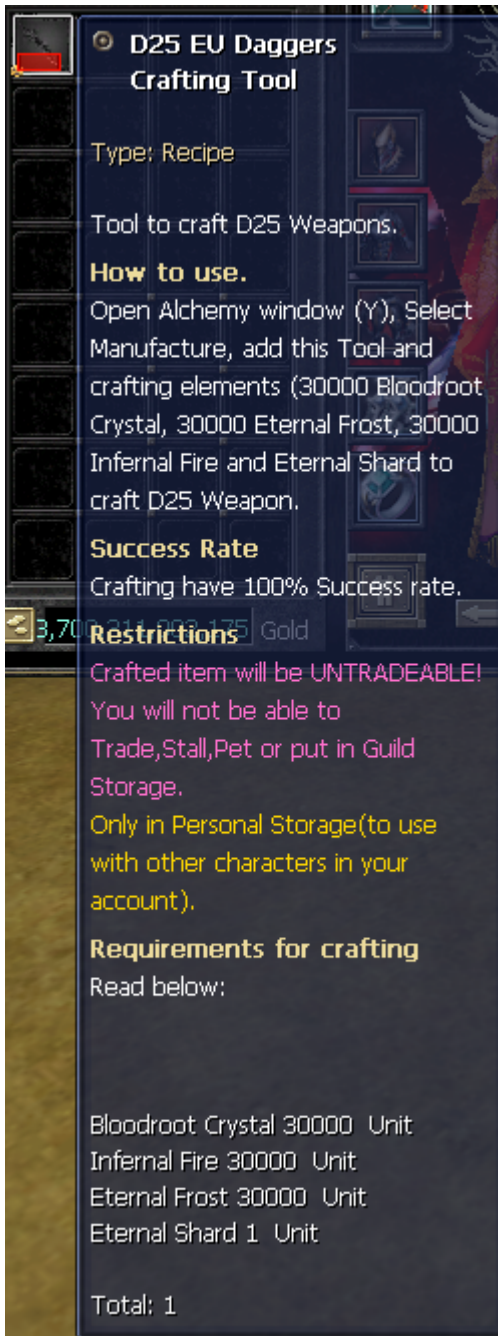 D25 EU Daggers
Crafting Tool
Type: Recipe
Tool to craft D25 Weapons.
How to use.
Open Alchemy window (Y), Select
Manufacture, add this Tool and
crafting elements (30000 Bloodroot
Crystal, 30000 Eternal Frost, 30000
Infernal Fire and Eternal Shard to
craft D25 Weapon.
Success Rate
Crafting have 100% Success rate.
Restrictions
Gold
Crafted item will be UNTRADEABLE!
You will not be able to
Trade,Stall,Pet or put in Guild
Storage.
Only in Personal Storage(to use
with other characters in your
account).
Requirements for crafting
Read below:
Bloodroot Crystal 30000 Unit
Infernal Fire 30000 Unit
Eternal Frost 30000 Unit
Eternal Shard 1 Unit
Total: 1